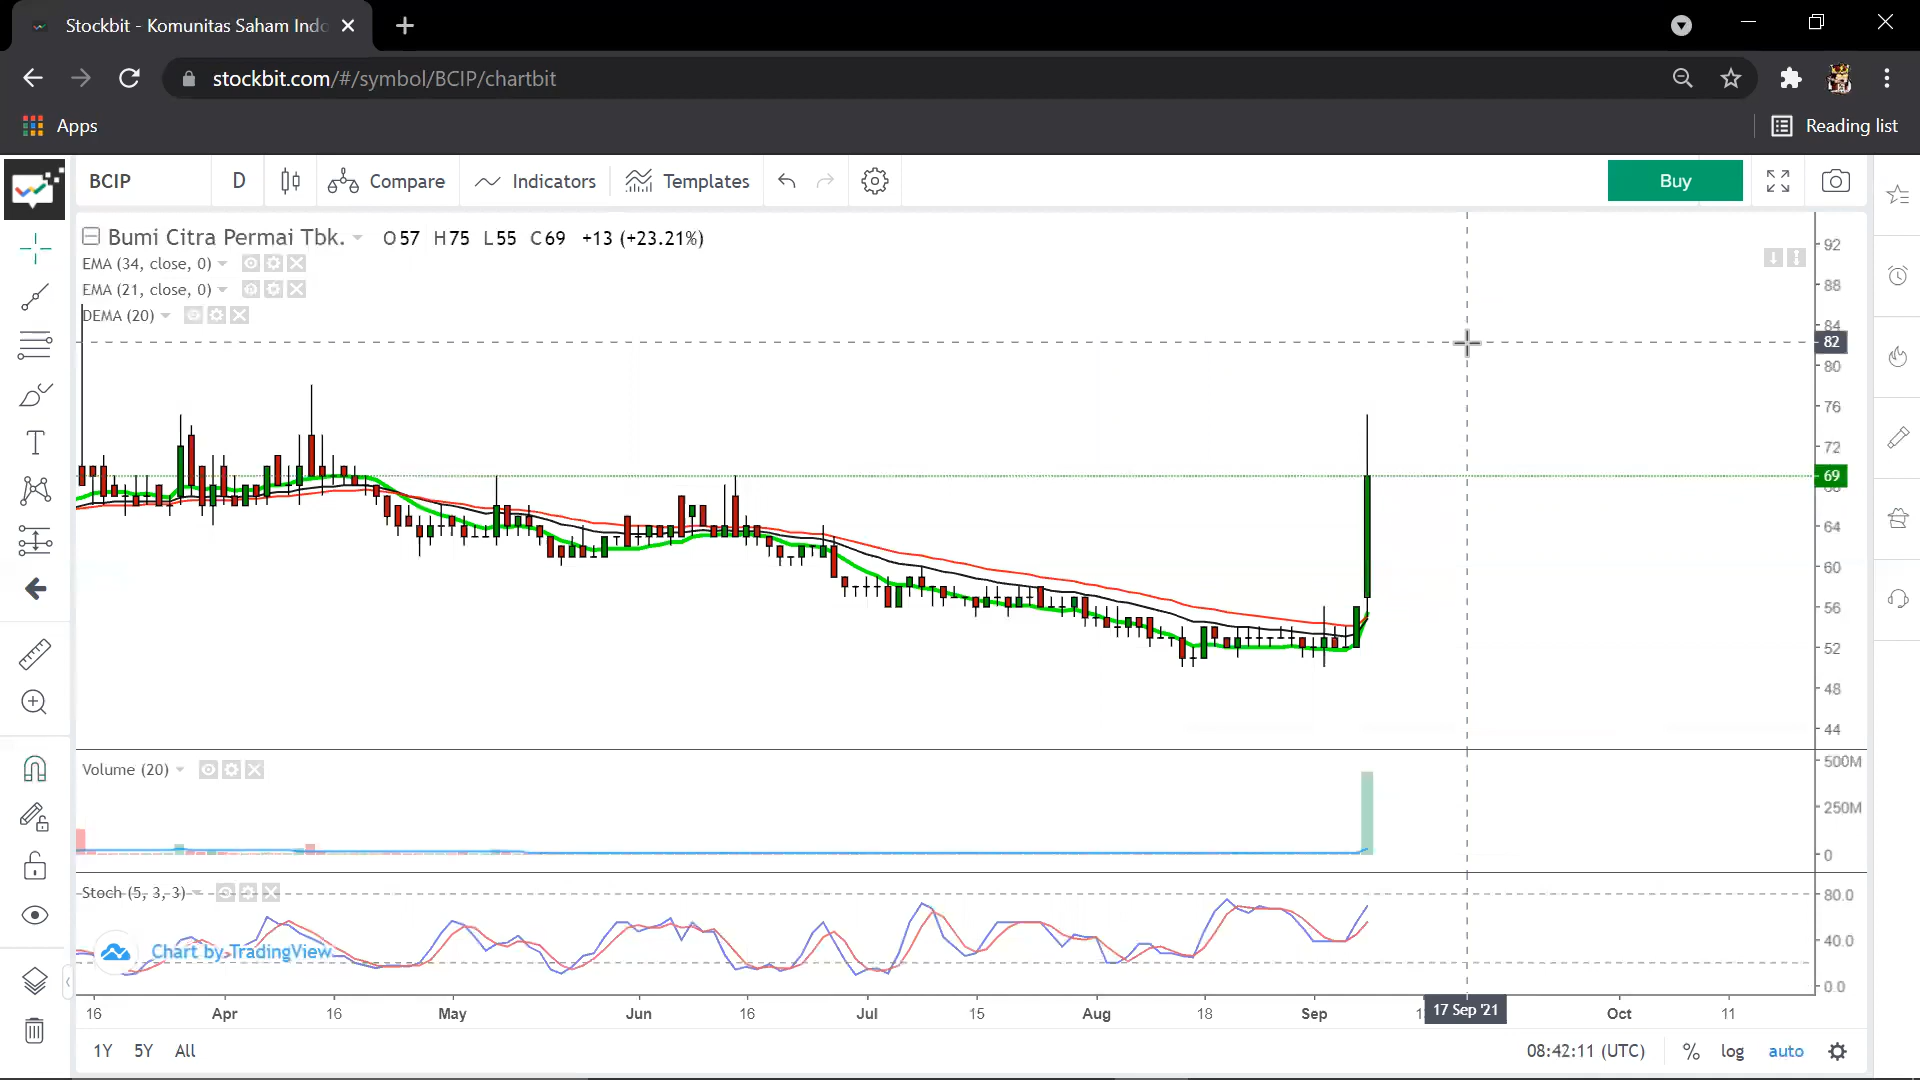 Stockbit - Komunitas Saham Indo
stockbit.com/#/symbol/BCIP/chartbit
Apps
Reading list
BCIP
D
Compare
Indicators
Templates
Buy
Bumi Citra Permai Tbk. O57 H75 L55 C69 +13 (+23.21%)
EMA (34, close, 0)
EMA (21, close, 0)
DEMA (20)
92
88
84
82
80
76
72
69
64
60
56
52
48
44
Volume (20)
500M
250M
0
Stoch (5, 3, 3)
80.0
40.0
0.0
Chart by TradingView
16 Apr 16 May Jun 16 Jul 15 Aug 18 Sep 17 Sep '21 Oct 11
1Y 5Y All
08:42:11 (UTC) % log auto